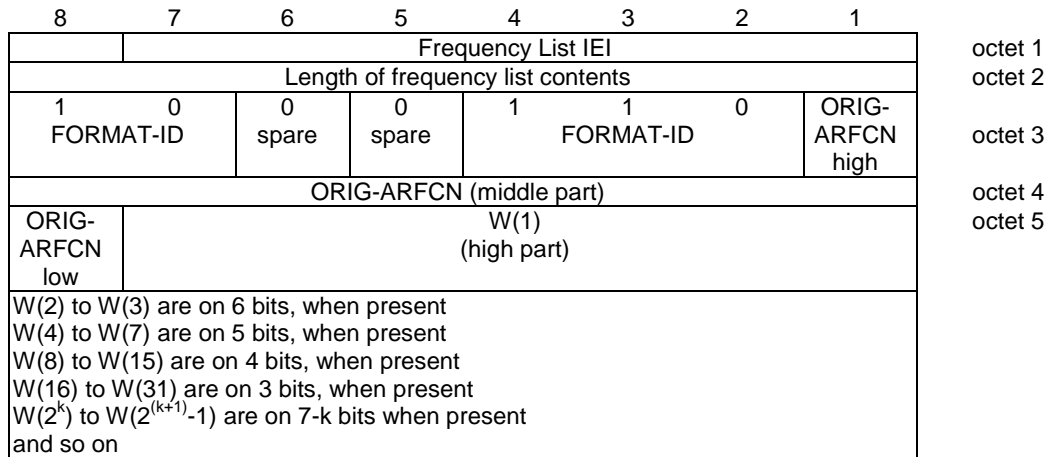 8 7 6 5 4 3 2 1
Frequency List IEI octet 1
Length of frequency list contents octet 2
1 0 0 0 1 1 0 ORIG-
FORMAT-ID spare spare FORMAT-ID ARFCN octet 3
high
ORIG-ARFCN (middle part) octet 4
ORIG- W(1) octet 5
ARFCN (high part)
low
W(2) to W(3) are on 6 bits, when present
W(4) to W(7) are on 5 bits, when present
W(8) to W(15) are on 4 bits, when present
W(16) to W(31) are on 3 bits, when present
W(2^k) to W(2^(k+1)-1) are on 7-k bits when present
and so on